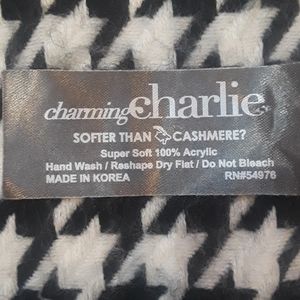 charming charlie
SOFTER THAN CASHMERE?
Super Soft 100% Acrylic
Hand Wash / Reshape Dry Flat / Do Not Bleach
MADE IN KOREA RN#54976